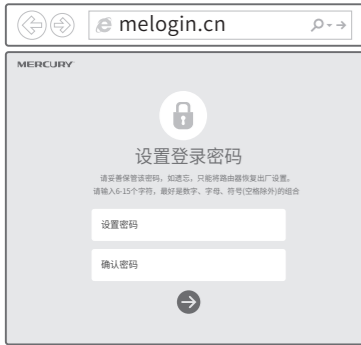 melogin.cn
MERCURY
设置登录密码
请妥善保管该密码，如遗忘，只能将路由器恢复出厂设置。
请输入6-15个字符，最好是数字、字母、符号(空格除外)的组合
设置密码
确认密码